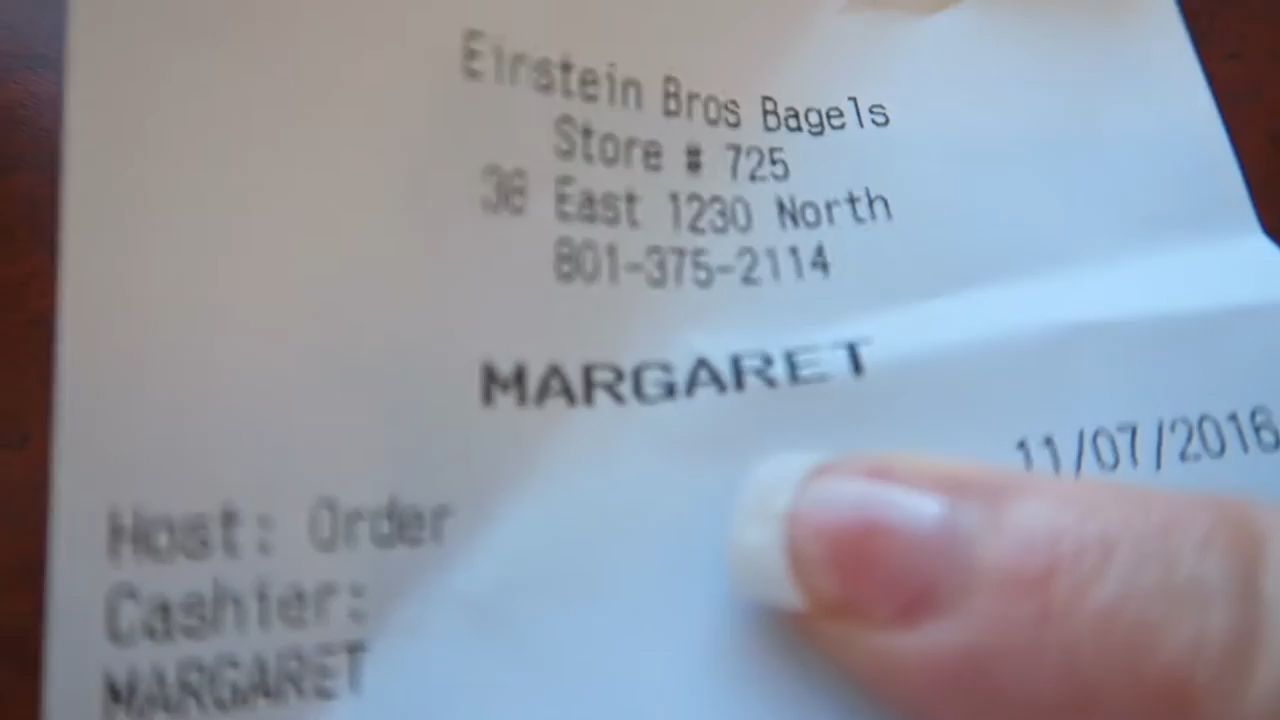 Einstein Bros Bagels
Store # 725
38 East 1230 North
801-375-2114
MARGARET
11/07/2016
Host: Order
Cashier:
MARGARET